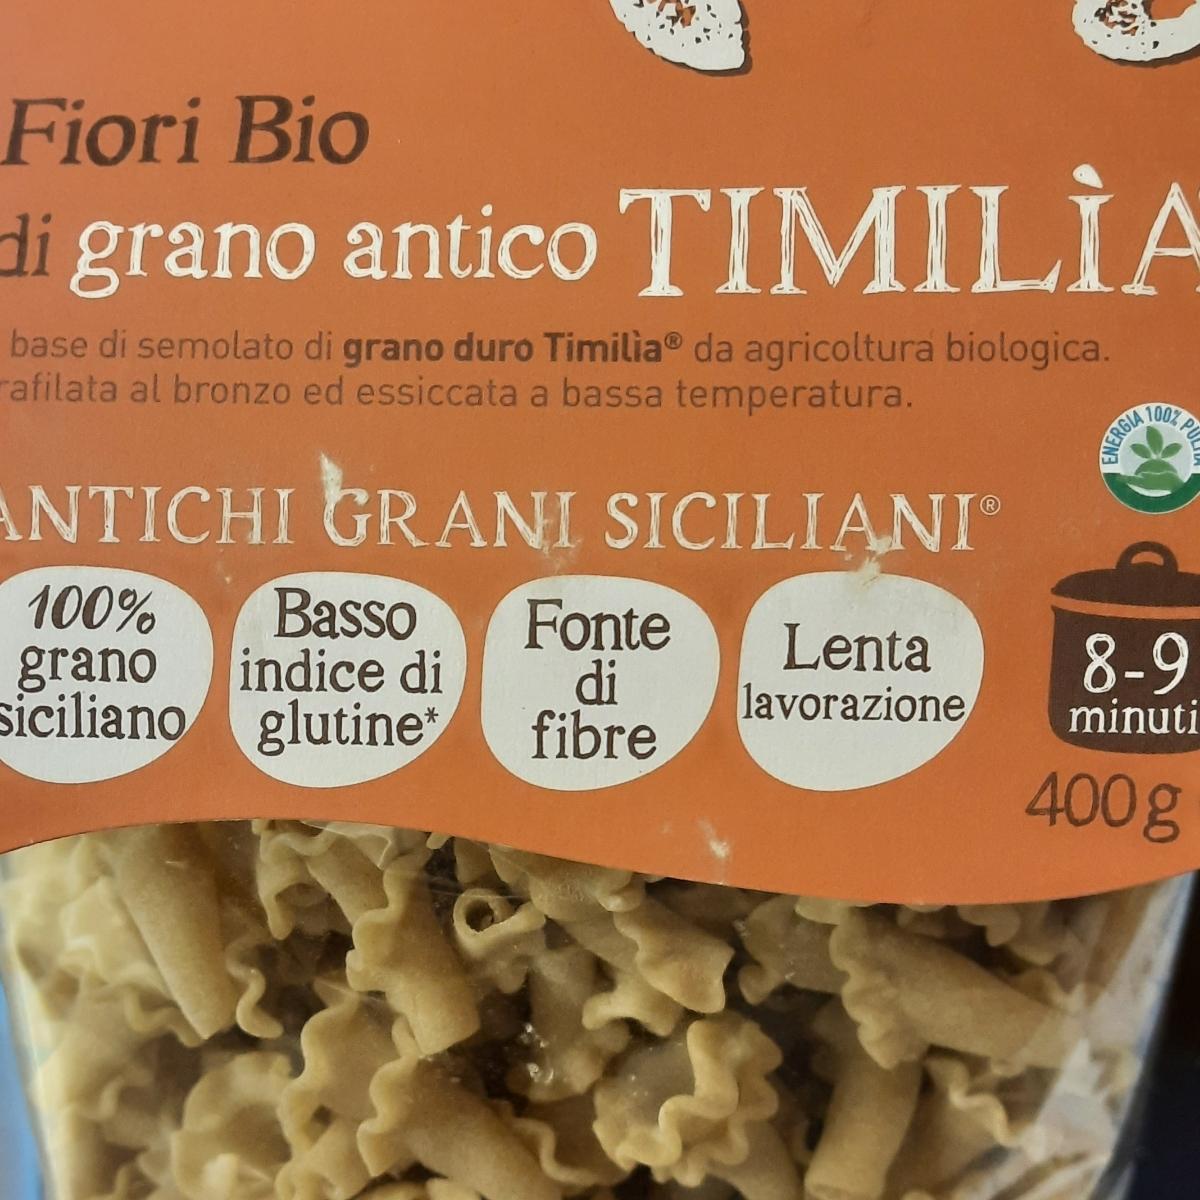 Fiori Bio
di grano antico TIMILÌA
base di semolato di grano duro Timilìa® da agricoltura biologica.
rafilata al bronzo ed essiccata a bassa temperatura.
ENERGIA 100% PULITA
ANTICHI GRANI SICILIANI®
100%
grano
siciliano
Basso
indice di
glutine*
Fonte
di
fibre
Lenta
lavorazione
8-9
minuti
400g